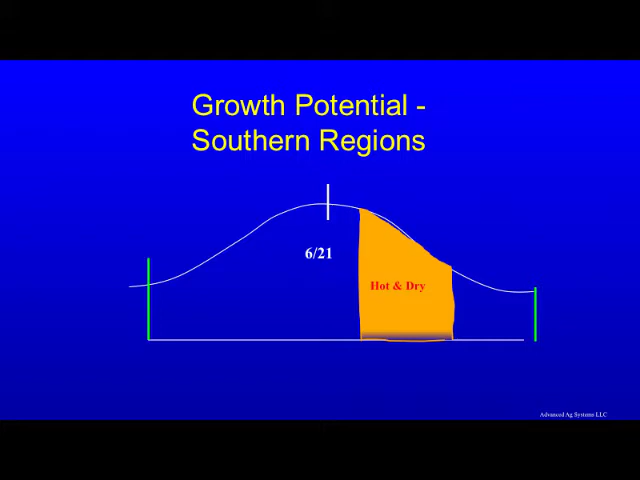 Growth Potential -
Southern Regions
6/21
Hot & Dry
Advanced Ag Systems LLC